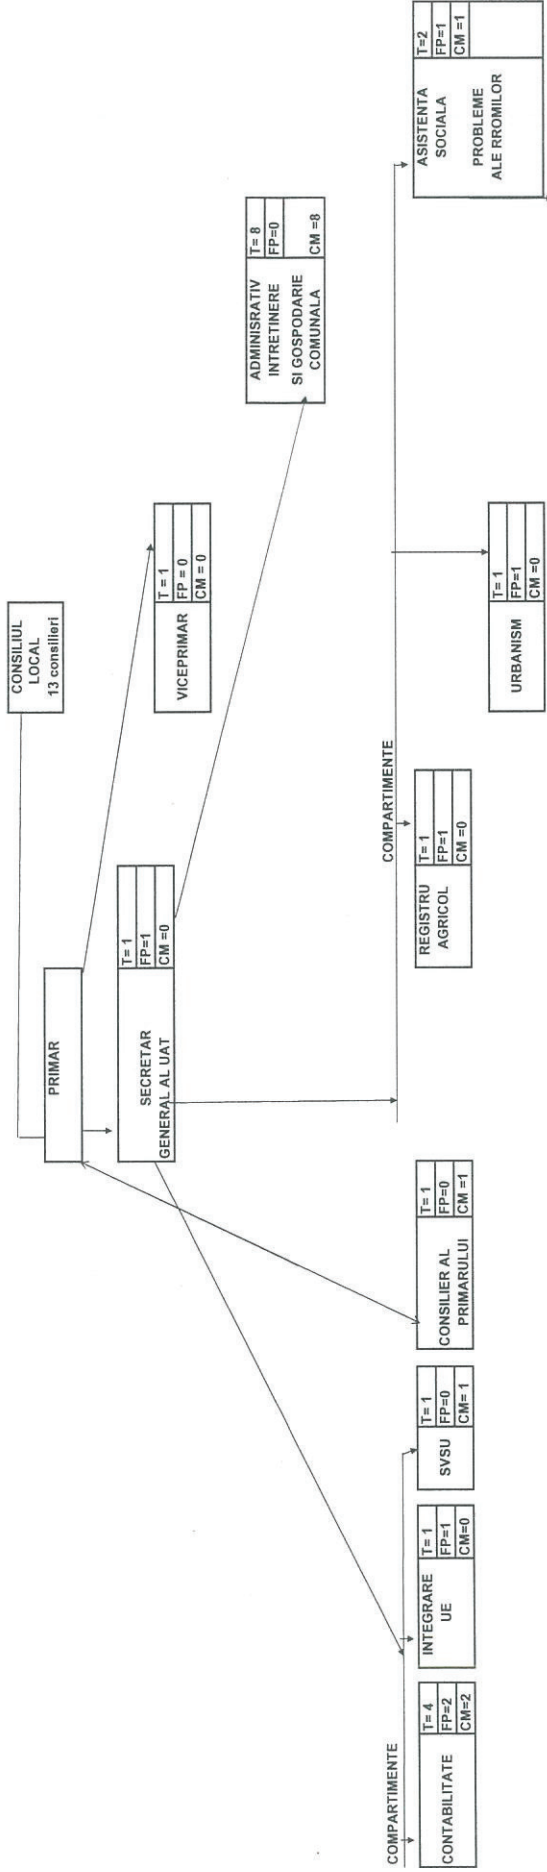 CONSILIUL
LOCAL
13 consilieri
PRIMAR
SECRETAR
GENERAL AL UAT
T= 1
FP=1
CM =0
VICEPRIMAR
T = 1
FP = 0
CM = 0
ADMINISRATIV
INTRETINERE
SI GOSPODARIE
COMUNALA
T= 8
FP=0
CM =8
COMPARTIMENTE
CONTABILITATE
T= 4
FP=2
CM=2
INTEGRARE
UE
T= 1
FP=1
CM=0
SVSU
T= 1
FP=0
CM= 1
CONSILIER AL
PRIMARULUI
T= 1
FP=0
CM =1
COMPARTIMENTE
REGISTRU
AGRICOL
T= 1
FP=1
CM =0
URBANISM
T= 1
FP=1
CM =0
ASISTENTA
SOCIALA
PROBLEME
ALE RROMILOR
T=2
FP=1
CM =1